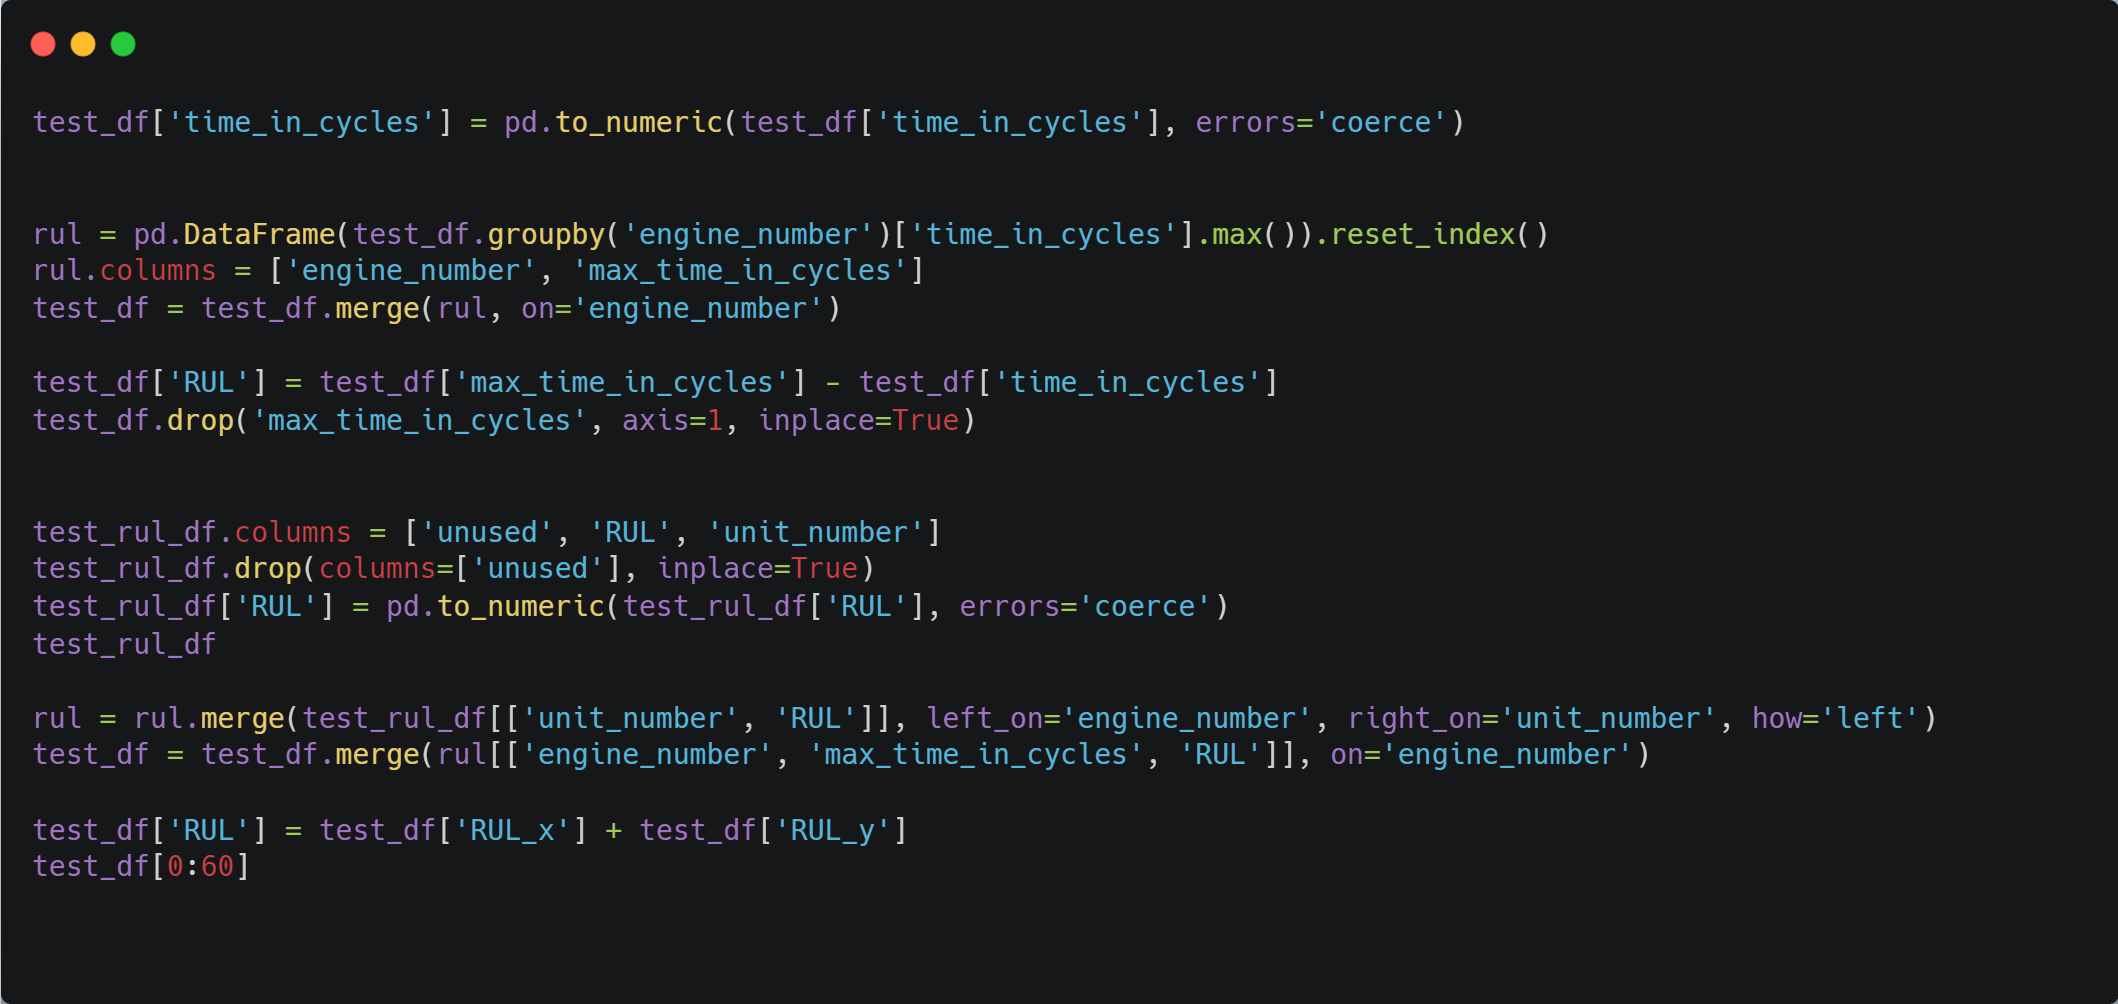 test_df['time_in_cycles'] = pd.to_numeric(test_df['time_in_cycles'], errors='coerce')
rul = pd.DataFrame(test_df.groupby('engine_number')['time_in_cycles'].max()).reset_index()
rul.columns = ['engine_number', 'max_time_in_cycles']
test_df = test_df.merge(rul, on='engine_number')
test_df['RUL'] = test_df['max_time_in_cycles'] - test_df['time_in_cycles']
test_df.drop('max_time_in_cycles', axis=1, inplace=True)
test_rul_df.columns = ['unused', 'RUL', 'unit_number']
test_rul_df.drop(columns=['unused'], inplace=True)
test_rul_df['RUL'] = pd.to_numeric(test_rul_df['RUL'], errors='coerce')
test_rul_df
rul = rul.merge(test_rul_df[['unit_number', 'RUL']], left_on='engine_number', right_on='unit_number', how='left')
test_df = test_df.merge(rul[['engine_number', 'max_time_in_cycles', 'RUL']], on='engine_number')
test_df['RUL'] = test_df['RUL_x'] + test_df['RUL_y']
test_df[0:60]